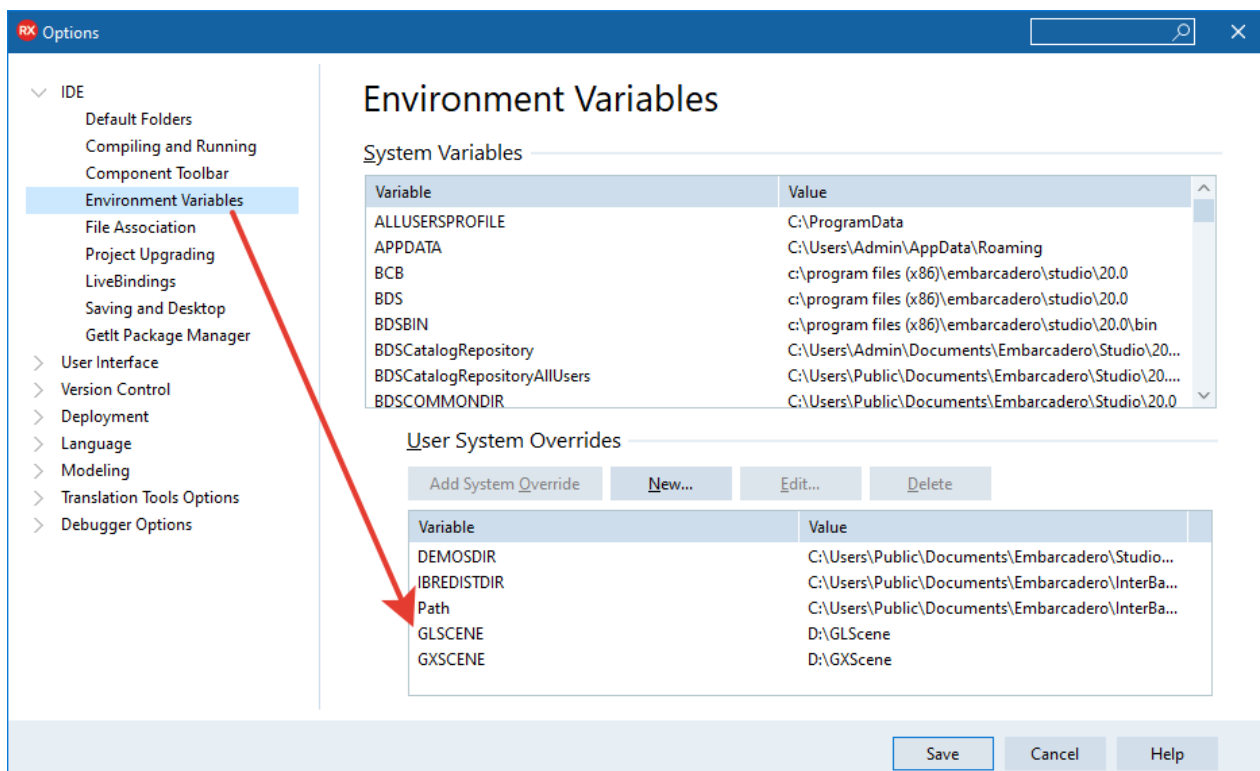 RX Options
IDE
Default Folders
Compiling and Running
Component Toolbar
Environment Variables
File Association
Project Upgrading
LiveBindings
Saving and Desktop
GetIt Package Manager
User Interface
Version Control
Deployment
Language
Modeling
Translation Tools Options
Debugger Options
Environment Variables
System Variables
Variable Value
ALLUSERSPROFILE C:\ProgramData
APPDATA C:\Users\Admin\AppData\Roaming
BCB c:\program files (x86)\embarcadero\studio\20.0
BDS c:\program files (x86)\embarcadero\studio\20.0
BDSBIN c:\program files (x86)\embarcadero\studio\20.0\bin
BDSCatalogRepository C:\Users\Admin\Documents\Embarcadero\Studio\20...
BDSCatalogRepositoryAllUsers C:\Users\Public\Documents\Embarcadero\Studio\20....
BDSCOMMONDIR C:\Users\Public\Documents\Embarcadero\Studio\20.0
User System Overrides
Add System Override New... Edit... Delete
Variable Value
DEMOSDIR C:\Users\Public\Documents\Embarcadero\Studio...
IBREDISTDIR C:\Users\Public\Documents\Embarcadero\InterBa...
Path C:\Users\Public\Documents\Embarcadero\InterBa...
GLSCENE D:\GLScene
GXSCENE D:\GXScene
Save Cancel Help